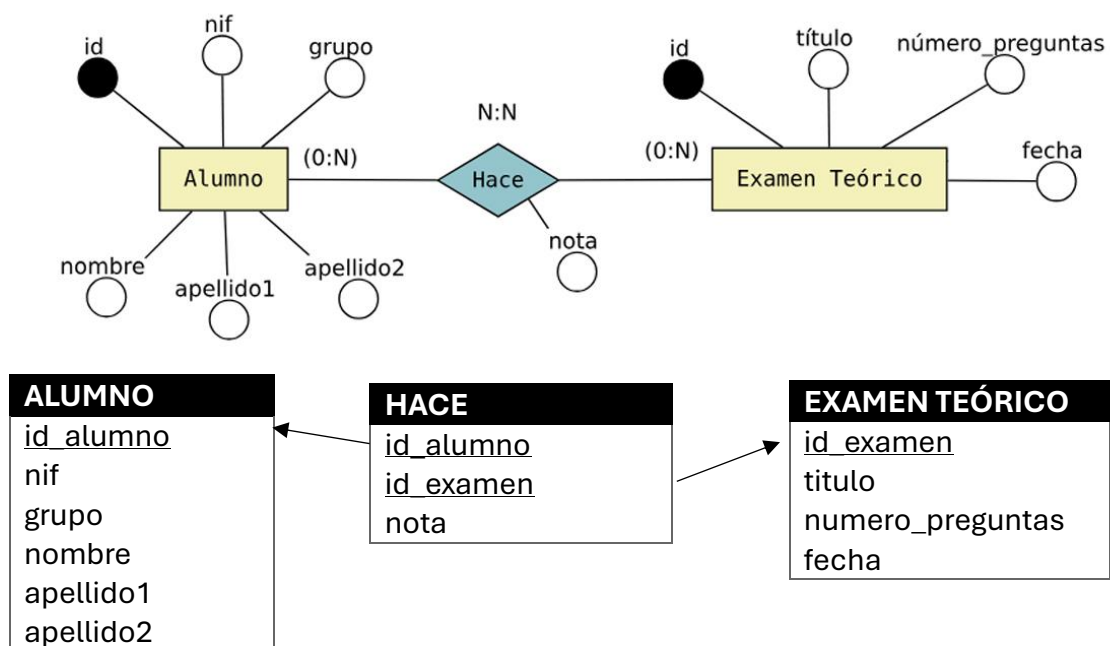 nif
id
grupo
título
número_preguntas
id
N:N
(0:N)
(0:N)
fecha
Alumno
Hace
Examen Teórico
nota
nombre
apellido1
apellido2
ALUMNO
id_alumno
nif
grupo
nombre
apellido1
apellido2
HACE
id_alumno
id_examen
nota
EXAMEN TEÓRICO
id_examen
titulo
numero_preguntas
fecha